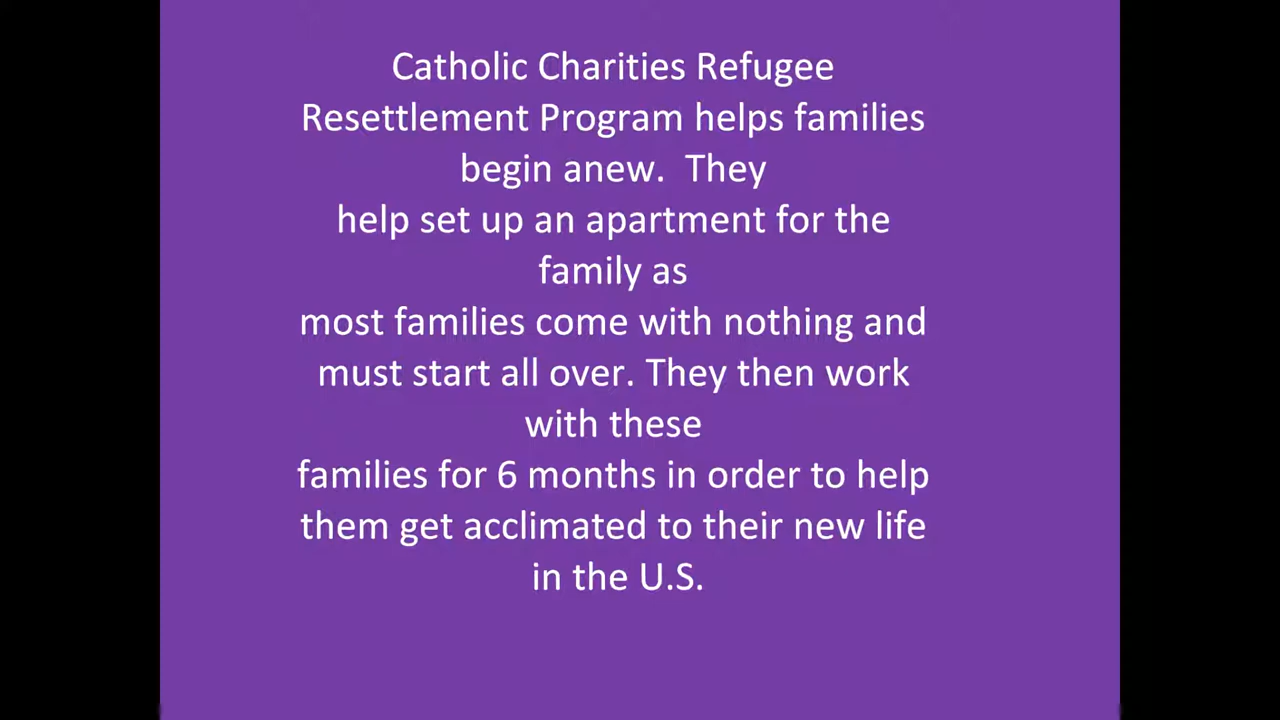 Catholic Charities Refugee
Resettlement Program helps families
begin anew.  They
help set up an apartment for the
family as
most families come with nothing and
must start all over. They then work
with these
families for 6 months in order to help
them get acclimated to their new life
in the U.S.